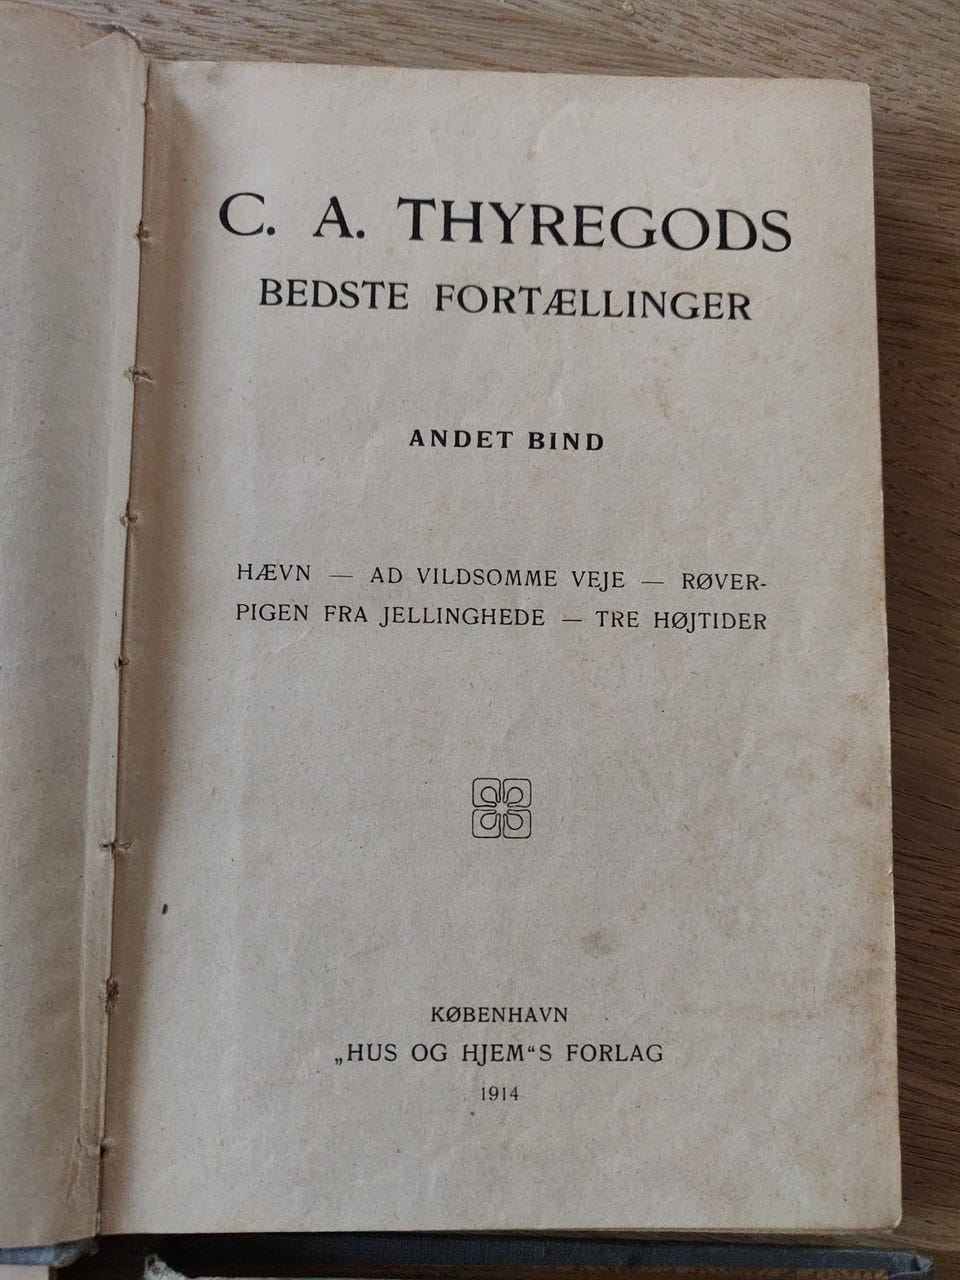 C. A. THYREGODS
BEDSTE FORTÆLLINGER
ANDET BIND
HÆVN — AD VILDSOMME VEJE — RØVER-
PIGEN FRA JELLINGHEDE — TRE HØJTIDER
KØBENHAVN
„HUS OG HJEM“S FORLAG
1914